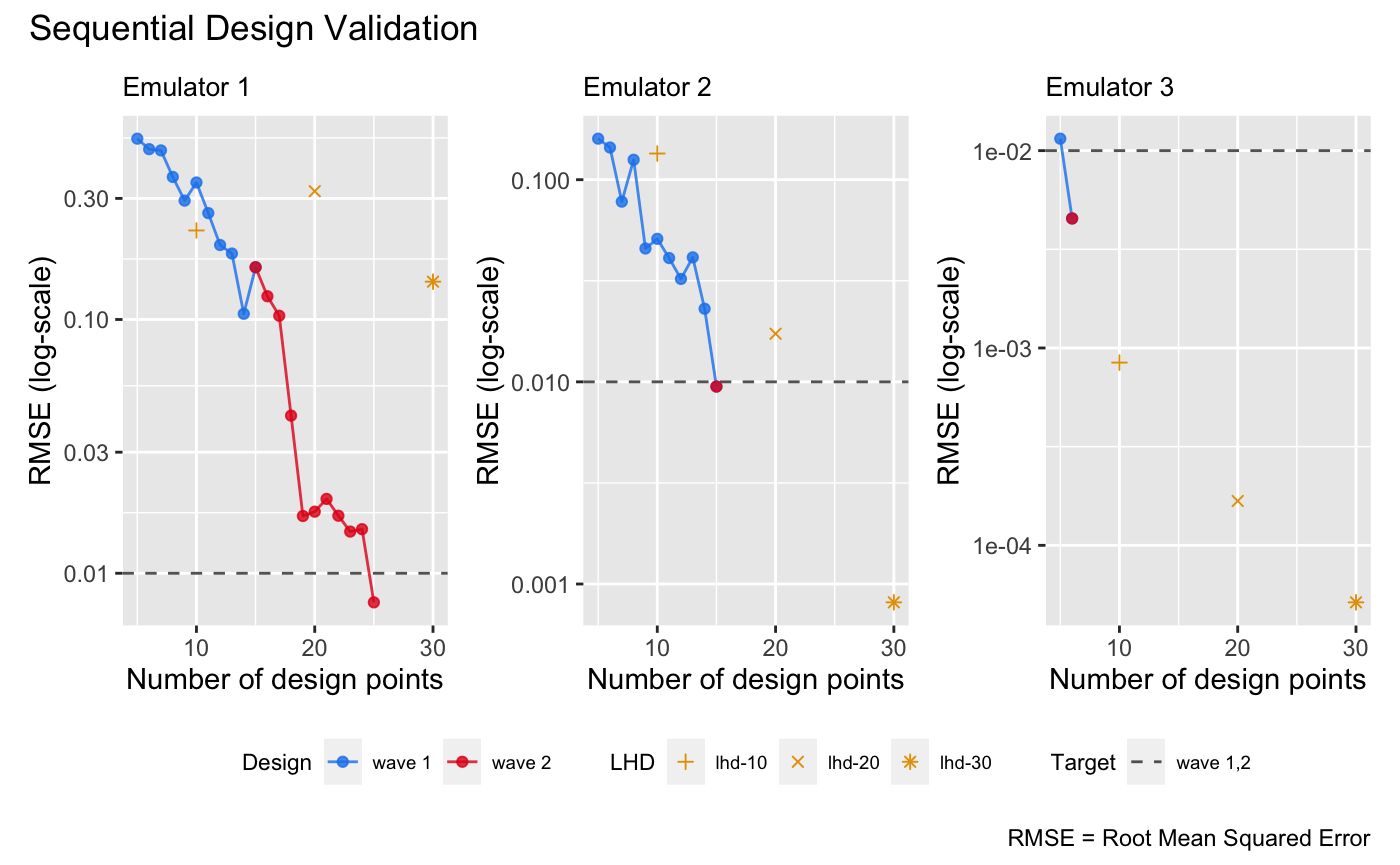 Sequential Design Validation
Emulator 1
Emulator 2
Emulator 3
RMSE (log-scale)
0.30
0.10
0.03
0.01
10 20 30
Number of design points
RMSE (log-scale)
0.100
0.010
0.001
10 20 30
Number of design points
RMSE (log-scale)
1e-02
1e-03
1e-04
10 20 30
Number of design points
Design wave 1 wave 2 LHD lhd-10 lhd-20 lhd-30 Target wave 1,2
RMSE = Root Mean Squared Error